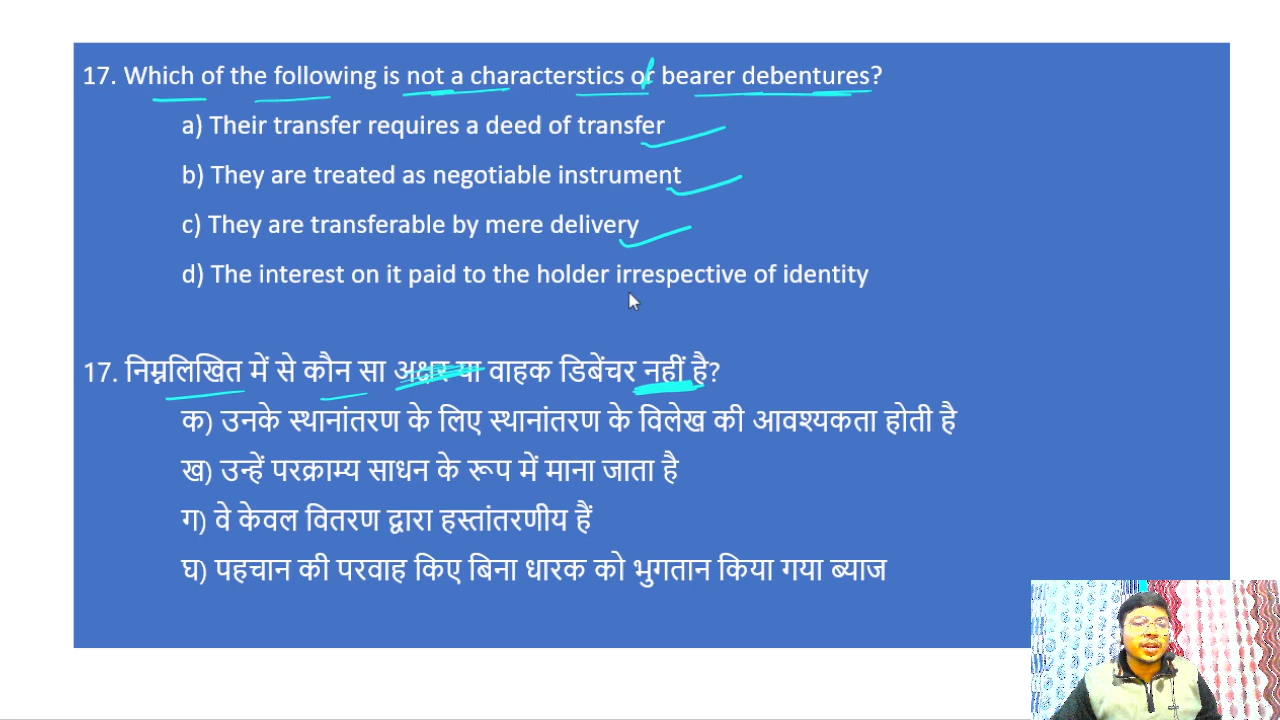 17. Which of the following is not a characterstics or bearer debentures?
a) Their transfer requires a deed of transfer
b) They are treated as negotiable instrument
c) They are transferable by mere delivery
d) The interest on it paid to the holder irrespective of identity
17. निम्नलिखित में से कौन सा अक्षर या वाहक डिबेंचर नहीं है?
क) उनके स्थानांतरण के लिए स्थानांतरण के विलेख की आवश्यकता होती है
ख) उन्हें परक्राम्य साधन के रूप में माना जाता है
ग) वे केवल वितरण द्वारा हस्तांतरणीय हैं
घ) पहचान की परवाह किए बिना धारक को भुगतान किया गया ब्याज